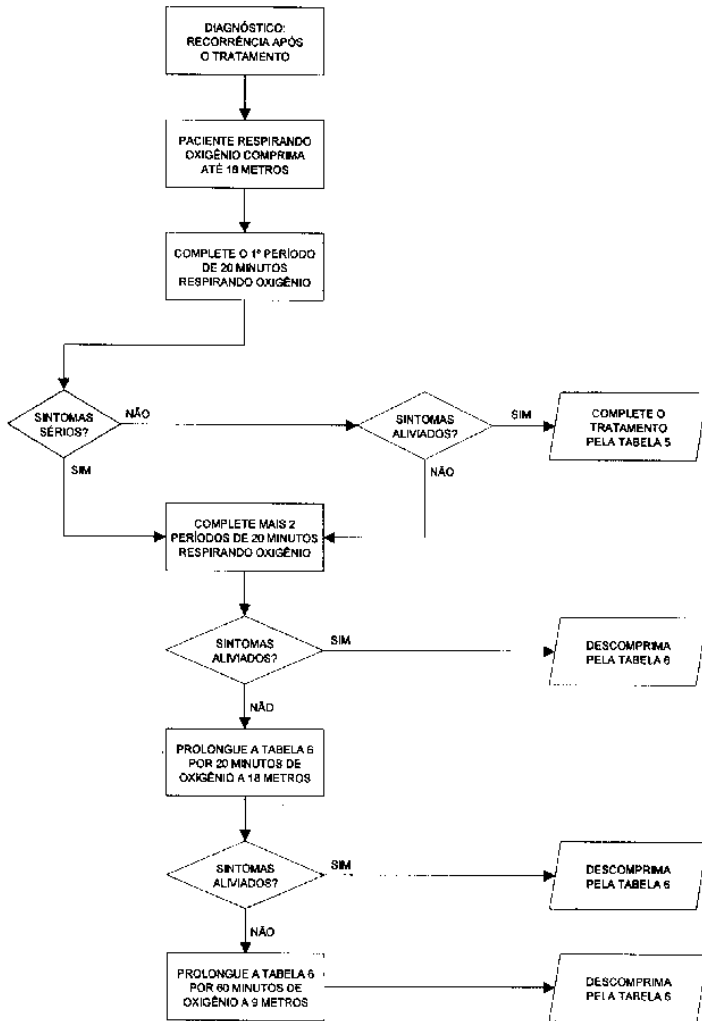 DIAGNÓSTICO:
RECORRÊNCIA APÓS
O TRATAMENTO
PACIENTE RESPIRANDO
OXIGÊNIO COMPRIMA
ATÉ 18 METROS
COMPLETE O 1º PERÍODO
DE 20 MINUTOS
RESPIRANDO OXIGÊNIO
SINTOMAS
SÉRIOS?
NÃO
SIM
SINTOMAS
ALIVIADOS?
SIM
NÃO
COMPLETE O
TRATAMENTO
PELA TABELA 5
COMPLETE MAIS 2
PERÍODOS DE 20 MINUTOS
RESPIRANDO OXIGÊNIO
SINTOMAS
ALIVIADOS?
SIM
NÃO
DESCOMPRIMA
PELA TABELA 6
PROLONGUE A TABELA 6
POR 20 MINUTOS DE
OXIGÊNIO A 18 METROS
SINTOMAS
ALIVIADOS?
SIM
NÃO
DESCOMPRIMA
PELA TABELA 6
PROLONGUE A TABELA 6
POR 60 MINUTOS DE
OXIGÊNIO A 9 METROS
DESCOMPRIMA
PELA TABELA 6